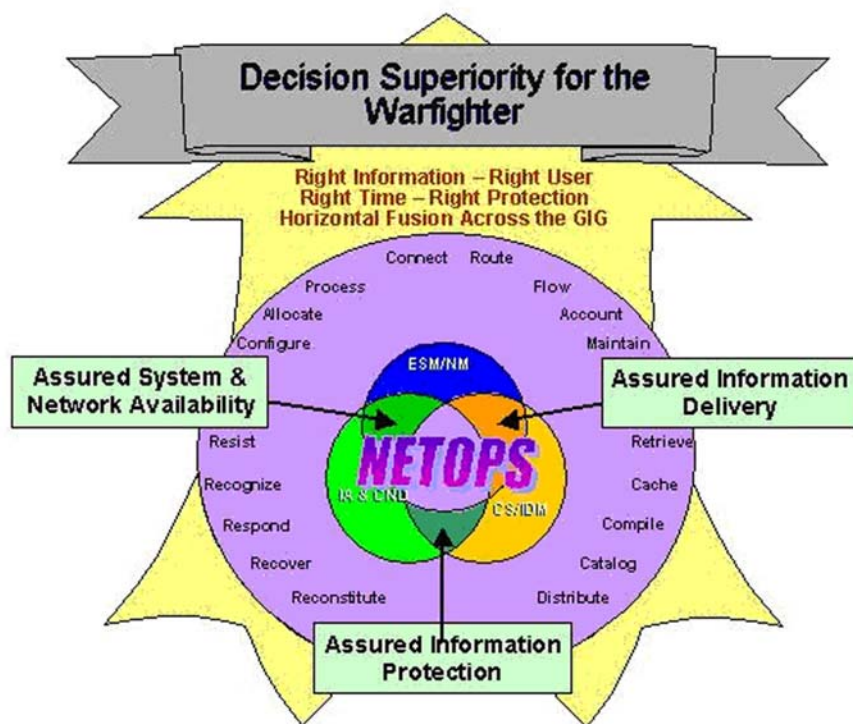 Decision Superiority for the
Warfighter
Right Information – Right User
Right Time – Right Protection
Horizontal Fusion Across the GIG
Connect
Route
Process
Flow
Allocate
Account
Configure
Maintain
ESM/NM
Assured System &
Network Availability
Assured Information
Delivery
Resist
Retrieve
NETOPS
Recognize
Cache
IA & CND
CS/IDM
Respond
Compile
Recover
Catalog
Reconstitute
Distribute
Assured Information
Protection